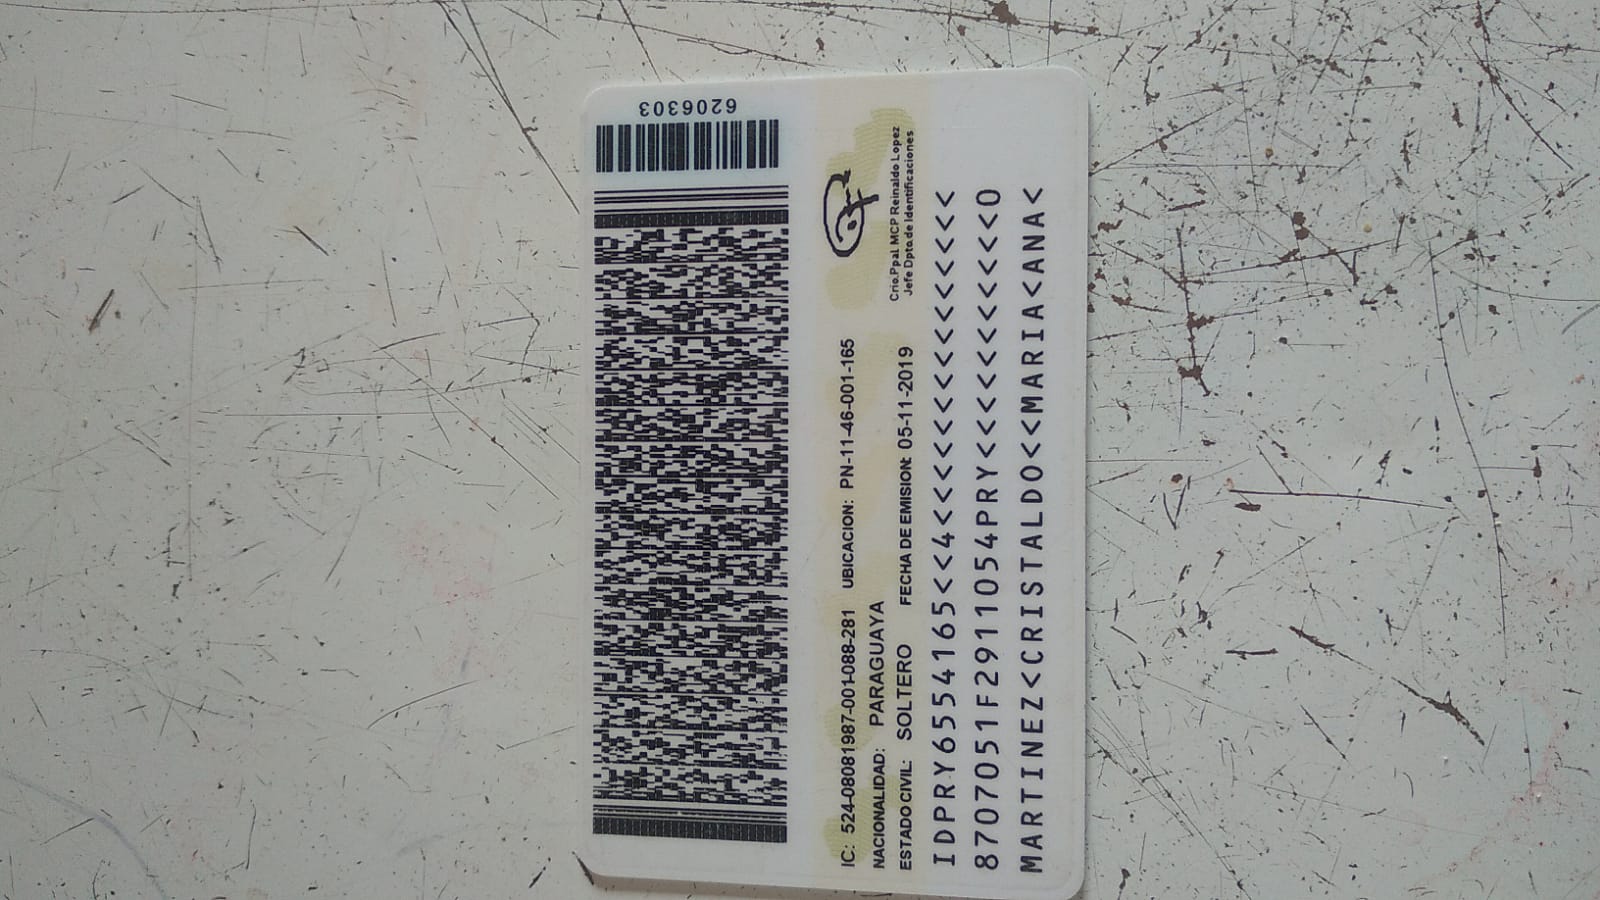 6206303
IC: 524-08081987-001-088-281 UBICACION: PN-11-46-001-165
NACIONALIDAD: PARAGUAYA
ESTADO CIVIL: SOLTERO FECHA DE EMISION: 05-11-2019
Crio.Ppal MCP Reinaldo Lopez
Jefe Dpto de Identificaciones
IDPRY6554165<<4<<<<<<<<<<<<<<<
8707051F2911054PRY<<<<<<<<<<<0
MARTINEZ<CRISTALDO<<MARIA<ANA<